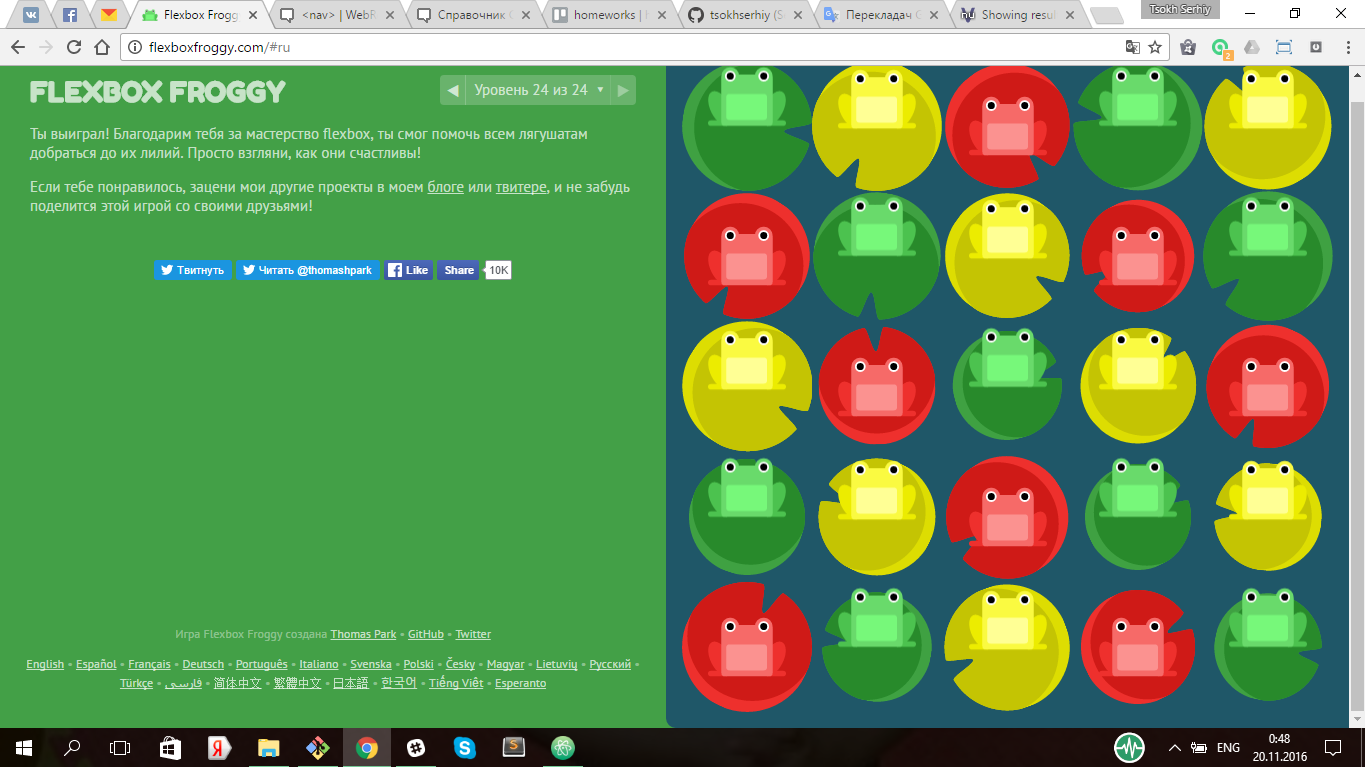 Tsokh Serhiy
Flexbox Frogg
<nav> | WebR
Справочник
homeworks |
tsokhserhiy (S
Перекладач
Showing resul
flexboxfroggy.com/#ru
2
FLEXBOX FROGGY
◀ Уровень 24 из 24 ▼ ▶
Ты выиграл! Благодарим тебя за мастерство flexbox, ты смог помочь всем лягушатам
добраться до их лилий. Просто взгляни, как они счастливы!
Если тебе понравилось, зацени мои другие проекты в моем блоге или твитере, и не забудь
поделится этой игрой со своими друзьями!
Твитнуть Читать @thomashpark Like Share 10K
Игра Flexbox Froggy создана Thomas Park • GitHub • Twitter
English • Español • Français • Deutsch • Português • Italiano • Svenska • Polski • Česky • Magyar • Lietuvių • Русский •
Türkçe • فارسی • 简体中文 • 繁體中文 • 日本語 • 한국어 • Tiếng Việt • Esperanto
ENG
0:48
20.11.2016